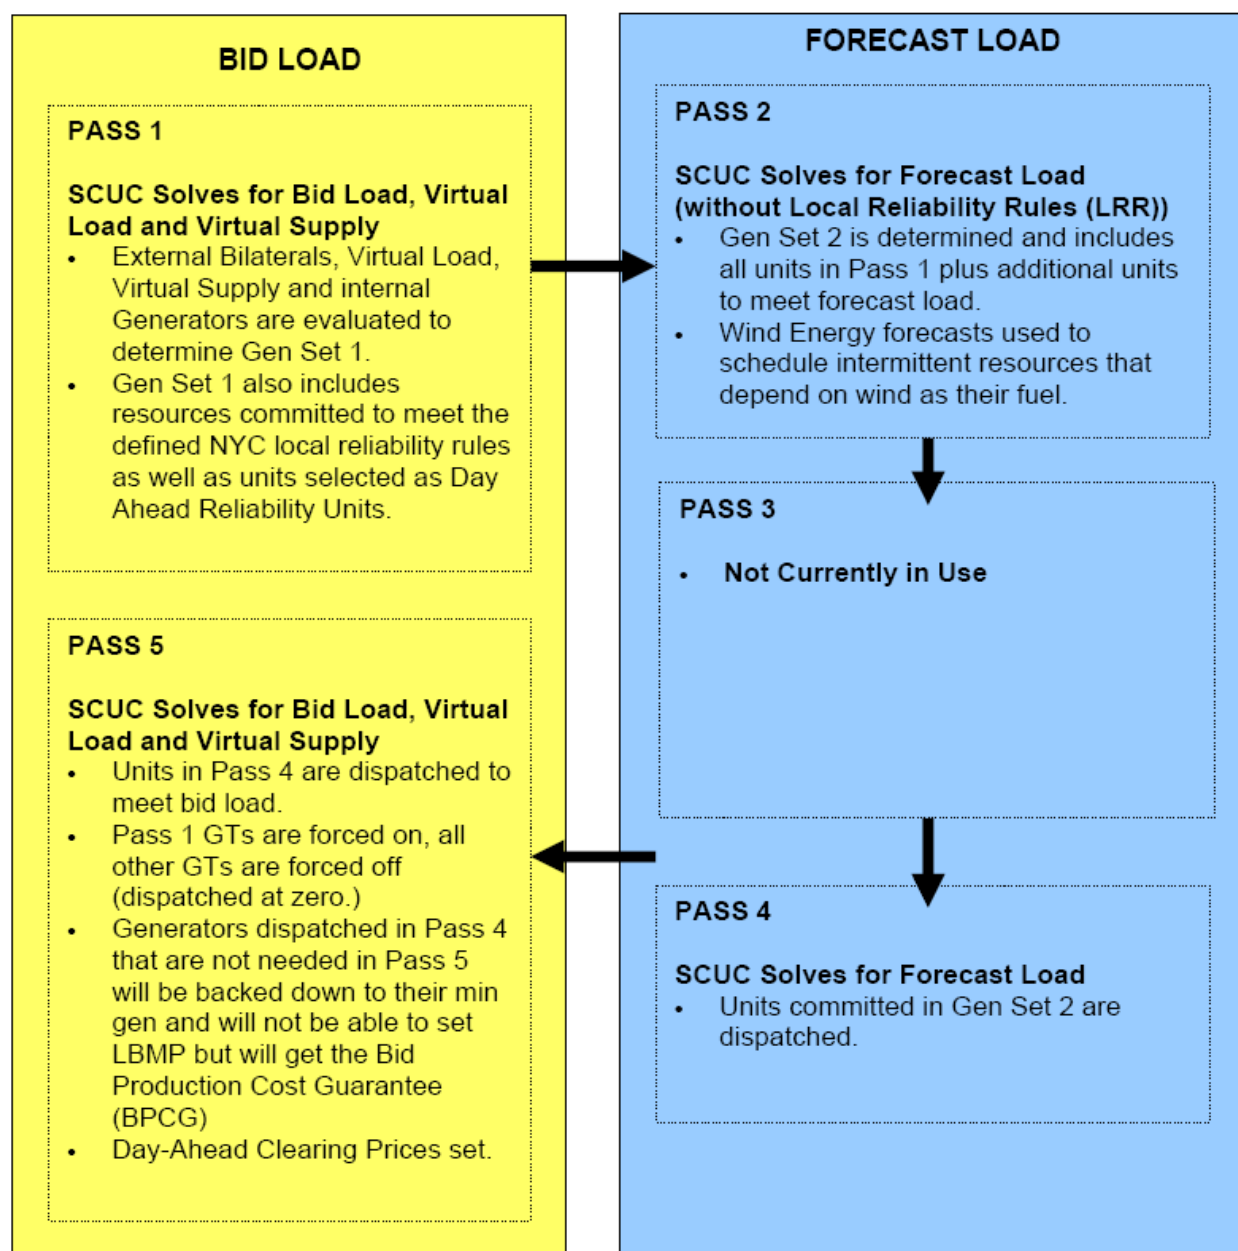 BID LOAD
PASS 1
SCUC Solves for Bid Load, Virtual
Load and Virtual Supply
• External Bilaterals, Virtual Load,
Virtual Supply and internal
Generators are evaluated to
determine Gen Set 1.
• Gen Set 1 also includes
resources committed to meet the
defined NYC local reliability rules
as well as units selected as Day
Ahead Reliability Units.
FORECAST LOAD
PASS 2
SCUC Solves for Forecast Load
(without Local Reliability Rules (LRR))
• Gen Set 2 is determined and includes
all units in Pass 1 plus additional units
to meet forecast load.
• Wind Energy forecasts used to
schedule intermittent resources that
depend on wind as their fuel.
PASS 3
• Not Currently in Use
PASS 4
SCUC Solves for Forecast Load
• Units committed in Gen Set 2 are
dispatched.
PASS 5
SCUC Solves for Bid Load, Virtual
Load and Virtual Supply
• Units in Pass 4 are dispatched to
meet bid load.
• Pass 1 GTs are forced on, all
other GTs are forced off
(dispatched at zero.)
• Generators dispatched in Pass 4
that are not needed in Pass 5
will be backed down to their min
gen and will not be able to set
LBMP but will get the Bid
Production Cost Guarantee
(BPCG)
• Day-Ahead Clearing Prices set.